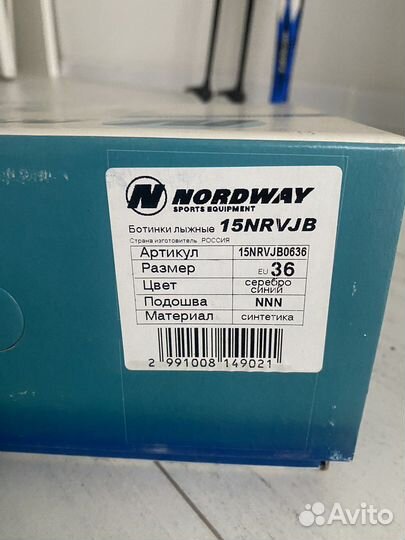 NORDWAY
SPORTS EQUIPMENT
Ботинки лыжные 15NRVJB
Страна изготовитель РОССИЯ
Артикул 15NRVJB0636
Размер EU 36
Цвет серебро синий
Подошва NNN
Материал синтетика
2 991008 149021
Avito